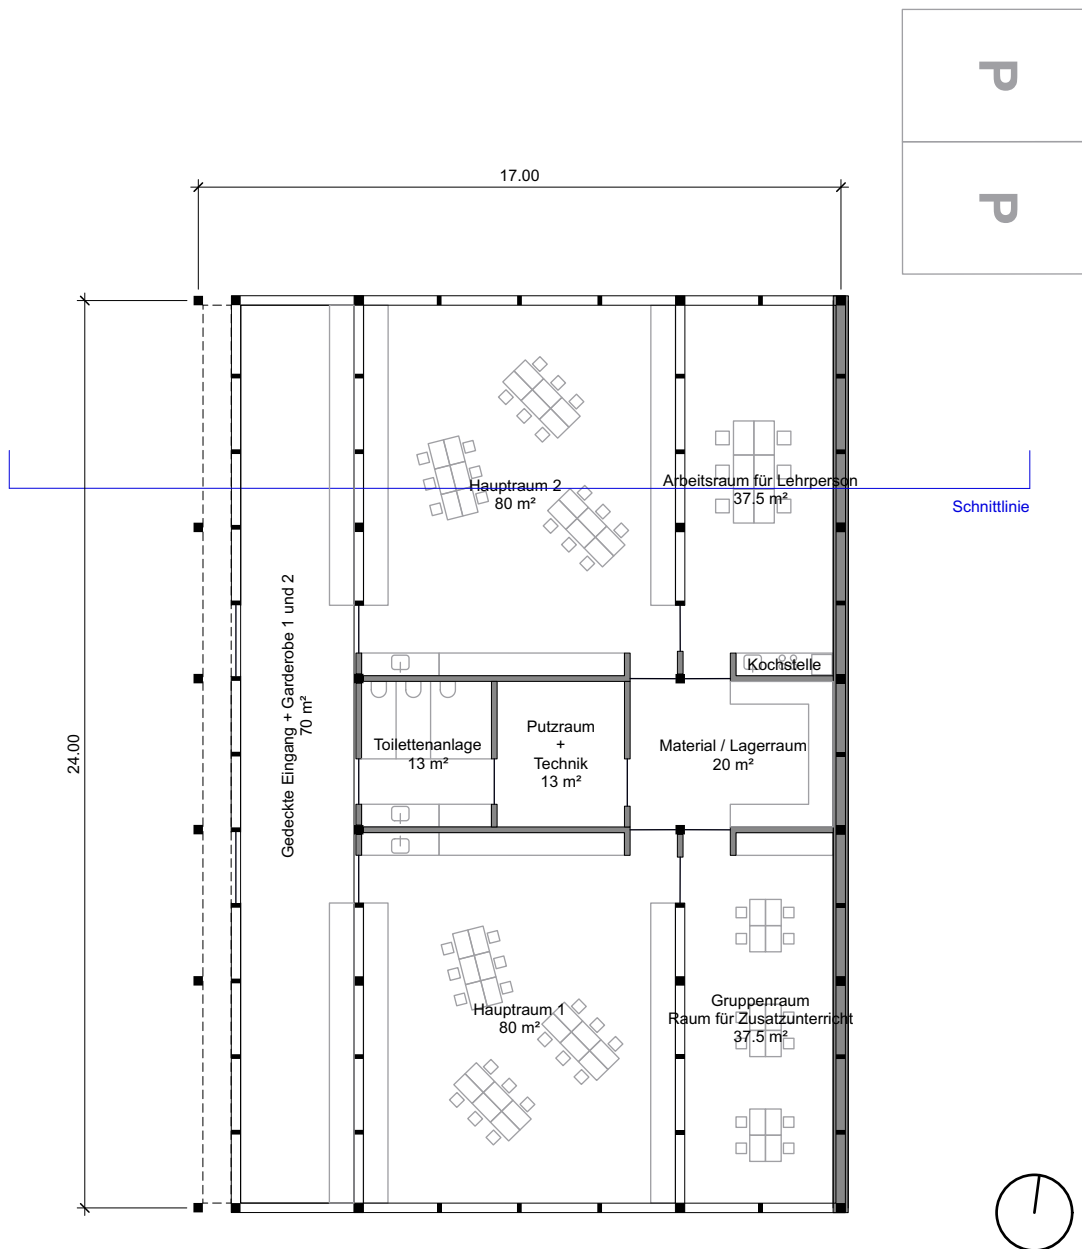 P
P
17.00
Hauptraum 2
80 m²
Arbeitsraum für Lehrperson
37.5 m²
Schnittlinie
Gedeckte Eingang + Garderobe 1 und 2
70 m²
Kochstelle
24.00
Toilettenanlage
13 m²
Putzraum
+
Technik
13 m²
Material / Lagerraum
20 m²
Hauptraum 1
80 m²
Gruppenraum
Raum für Zusatzunterricht
37.5 m²